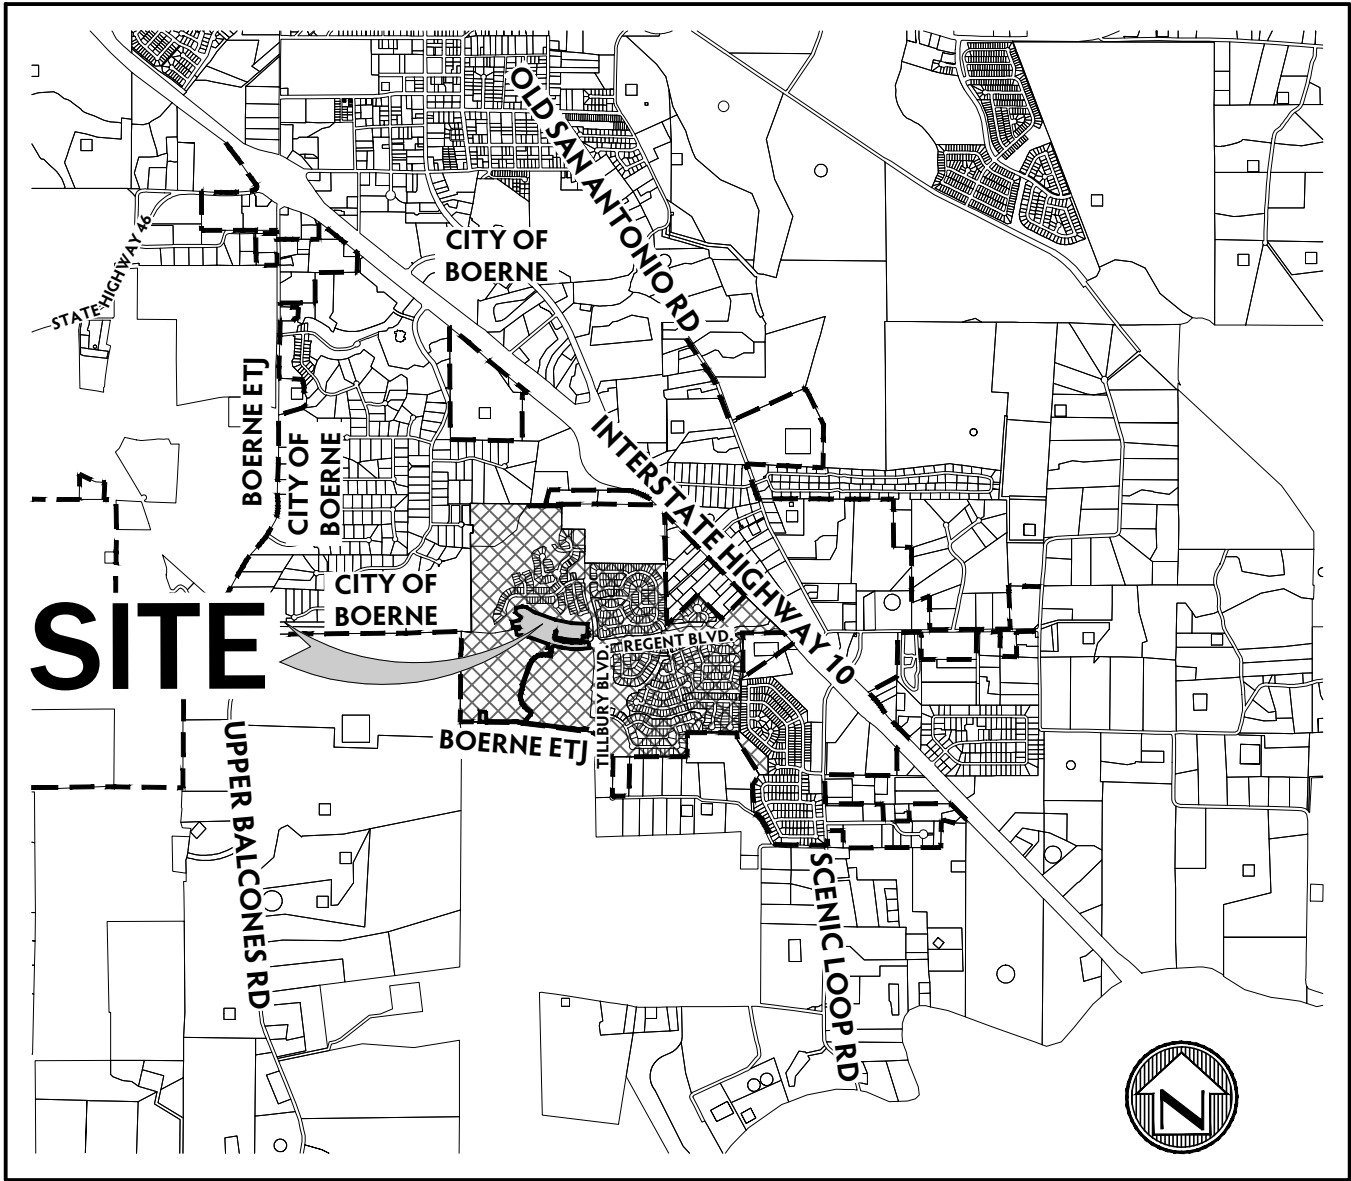 OLD SAN ANTONIO RD
STATE HIGHWAY 46
CITY OF
BOERNE
BOERNE ETJ
CITY OF
BOERNE
INTERSTATE HIGHWAY 10
CITY OF
BOERNE
SITE
REGENT BLVD.
TILLBURY BLVD.
BOERNE ETJ
UPPER BALCONES RD
SCENIC LOOP RD
N